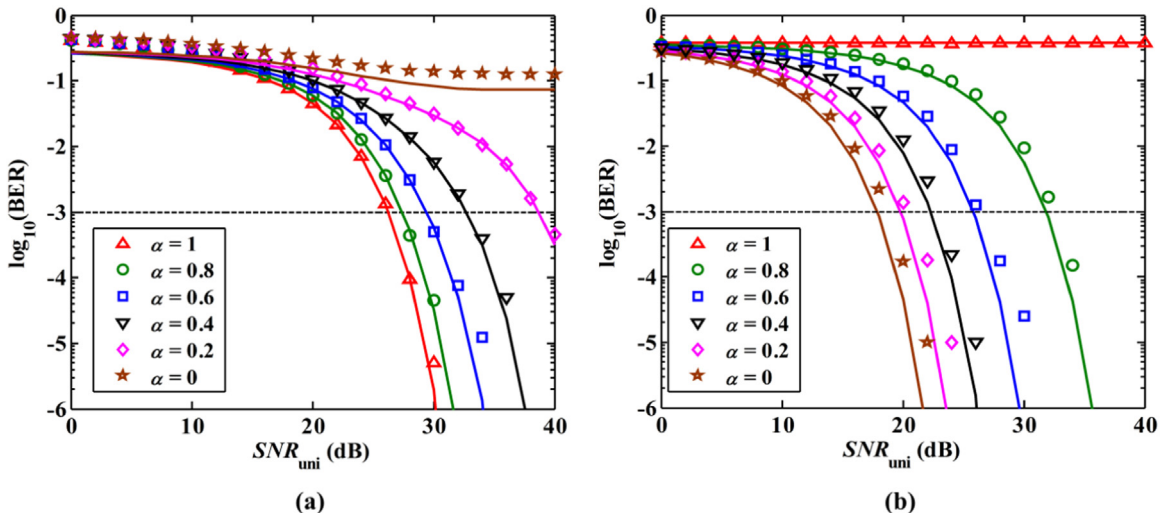 0
-1
-2
-3
-4
-5
-6
log10(BER)
α = 1
α = 0.8
α = 0.6
α = 0.4
α = 0.2
α = 0
0 10 20 30 40
SNRuni (dB)
(a)
0
-1
-2
-3
-4
-5
-6
log10(BER)
α = 1
α = 0.8
α = 0.6
α = 0.4
α = 0.2
α = 0
0 10 20 30 40
SNRuni (dB)
(b)